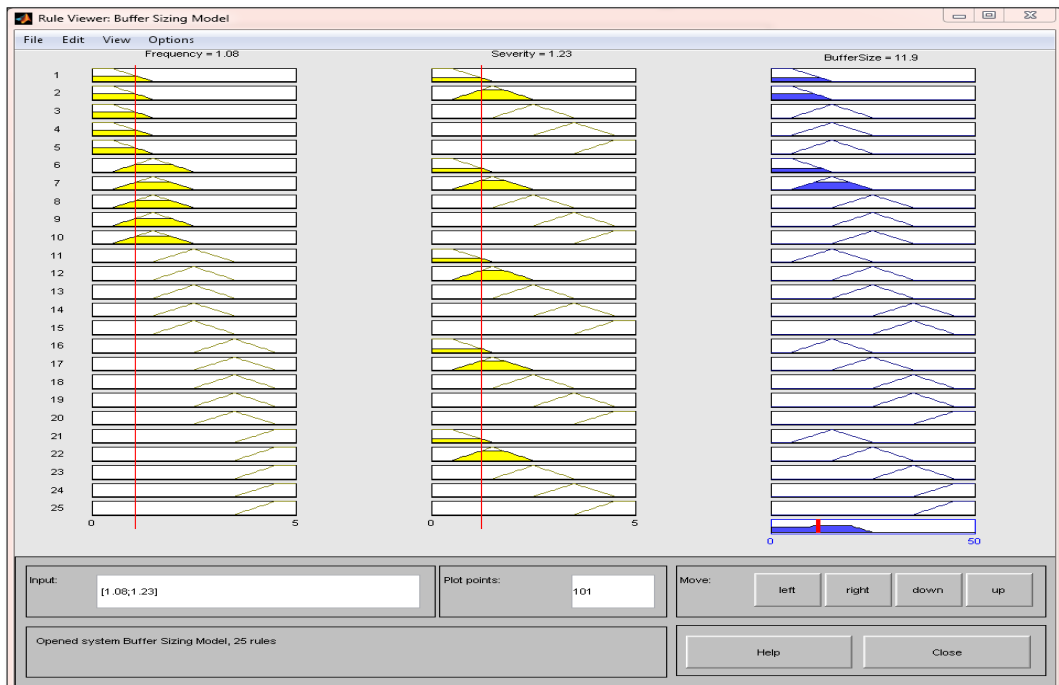 Rule Viewer: Buffer Sizing Model
File Edit View Options
Frequency = 1.08
Severity = 1.23
BufferSize = 11.9
1
2
3
4
5
6
7
8
9
10
11
12
13
14
15
16
17
18
19
20
21
22
23
24
25
0 5
0 5
0 50
Input:
[1.08;1.23]
Plot points:
101
Move:
left
right
down
up
Opened system Buffer Sizing Model, 25 rules
Help
Close